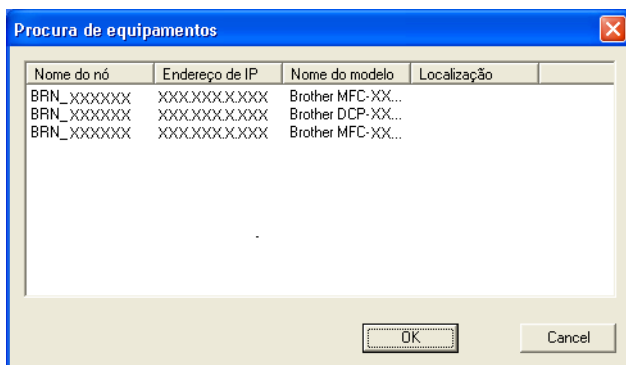 Procura de equipamentos
Nome do nó Endereço de IP Nome do modelo Localização
BRN_XXXXXX XXX.XXX.X.XXX Brother MFC-XX...
BRN_XXXXXX XXX.XXX.X.XXX Brother DCP-XX...
BRN_XXXXXX XXX.XXX.X.XXX Brother MFC-XX...
OK Cancel